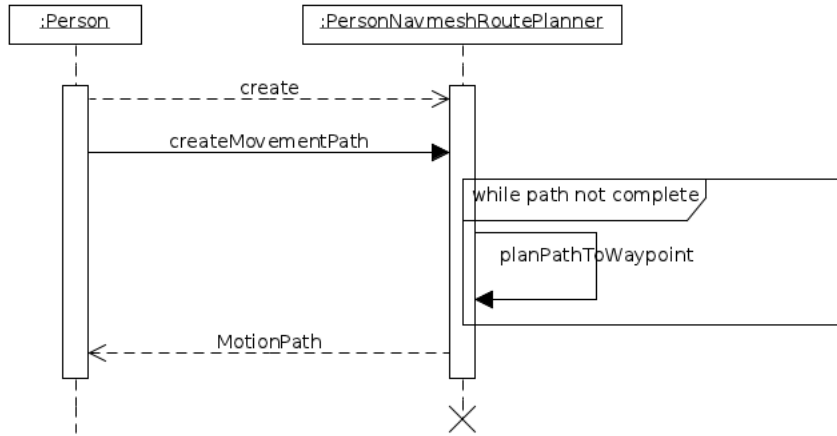 :Person
:PersonNavmeshRoutePlanner
create
createMovementPath
while path not complete
planPathToWaypoint
MotionPath